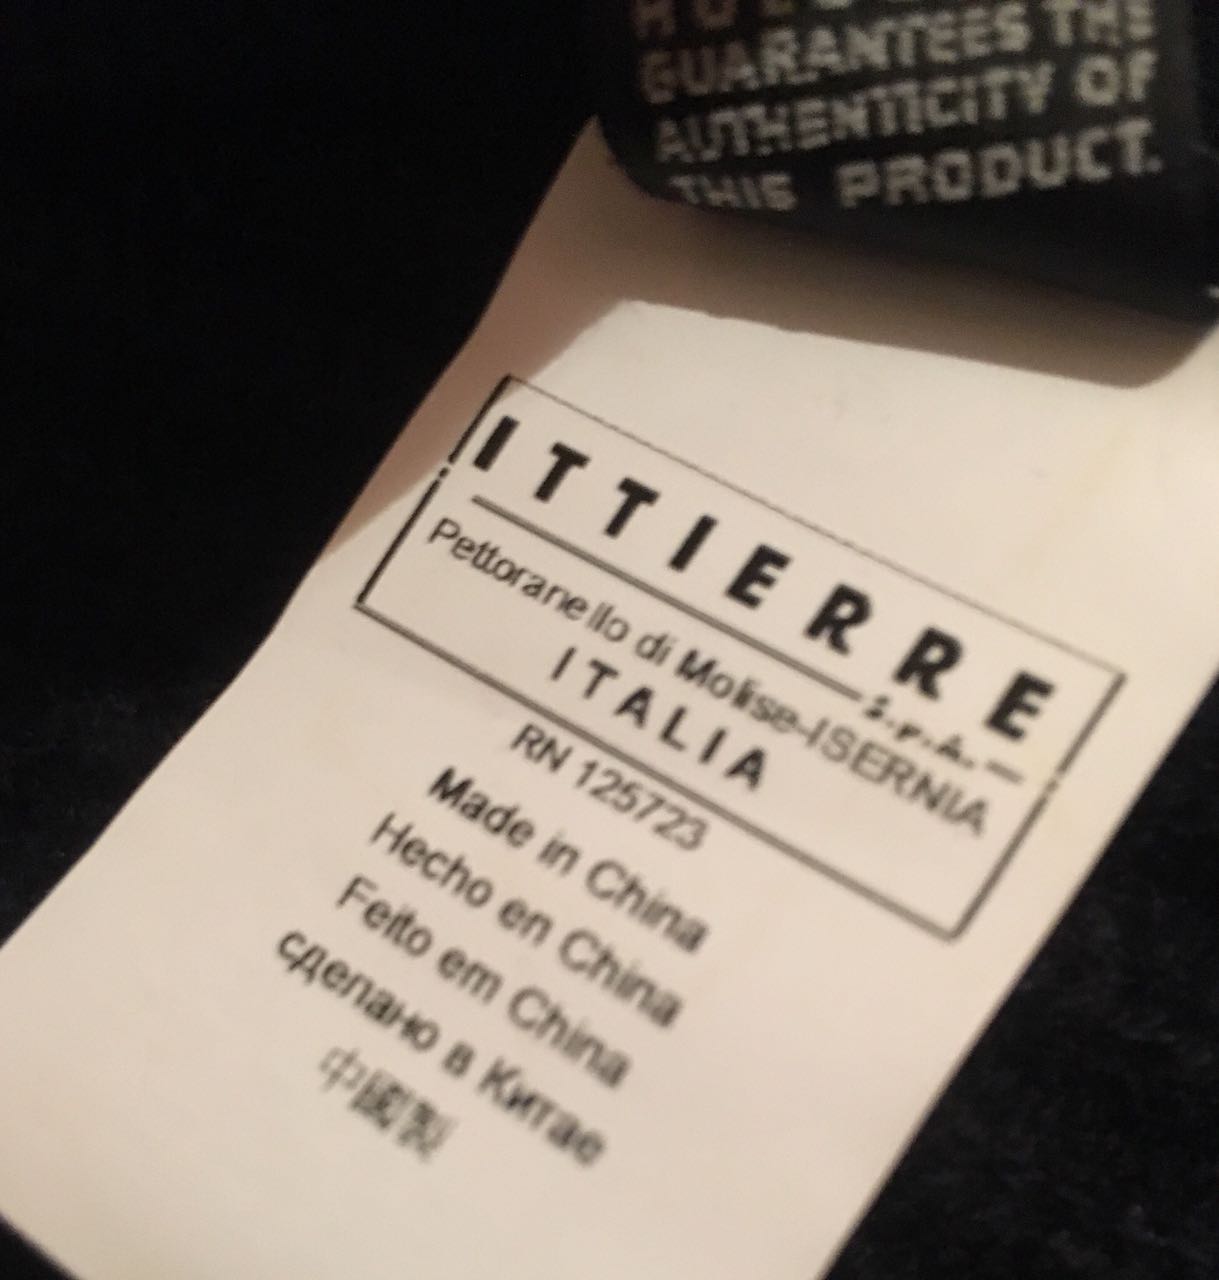 GUARANTEES THE
AUTHENTICITY OF
THIS PRODUCT.
ITTIERRE
S.p.A.
Pettoranello di Molise-ISERNIA
ITALIA
RN 125723
Made in China
Hecho en China
Feito em China
сделано в Китае
中國製